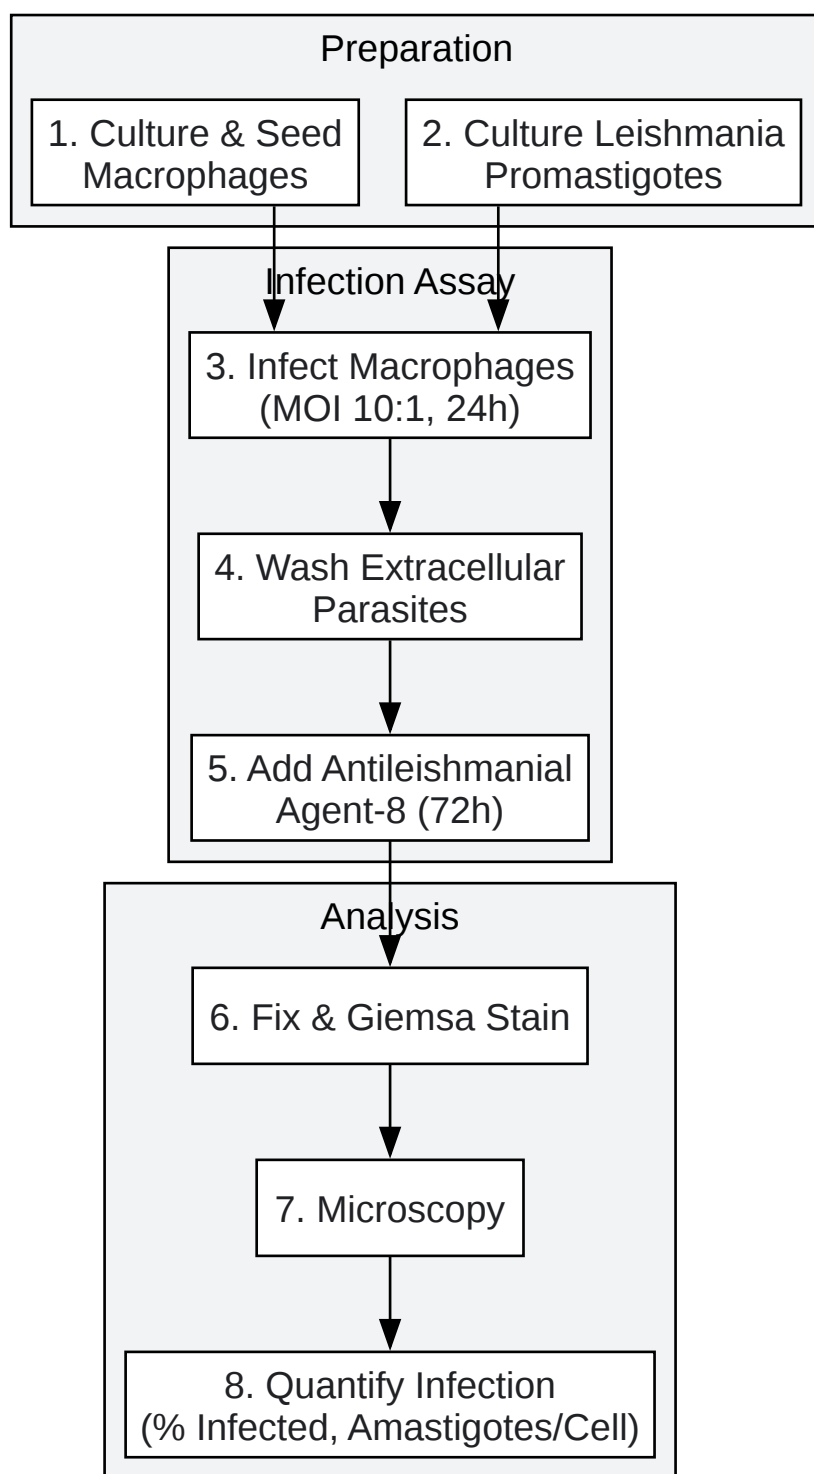 Preparation
1. Culture & Seed
Macrophages
2. Culture Leishmania
Promastigotes
Infection Assay
3. Infect Macrophages
(MOI 10:1, 24h)
4. Wash Extracellular
Parasites
5. Add Antileishmanial
Agent-8 (72h)
Analysis
6. Fix & Giemsa Stain
7. Microscopy
8. Quantify Infection
(% Infected, Amastigotes/Cell)